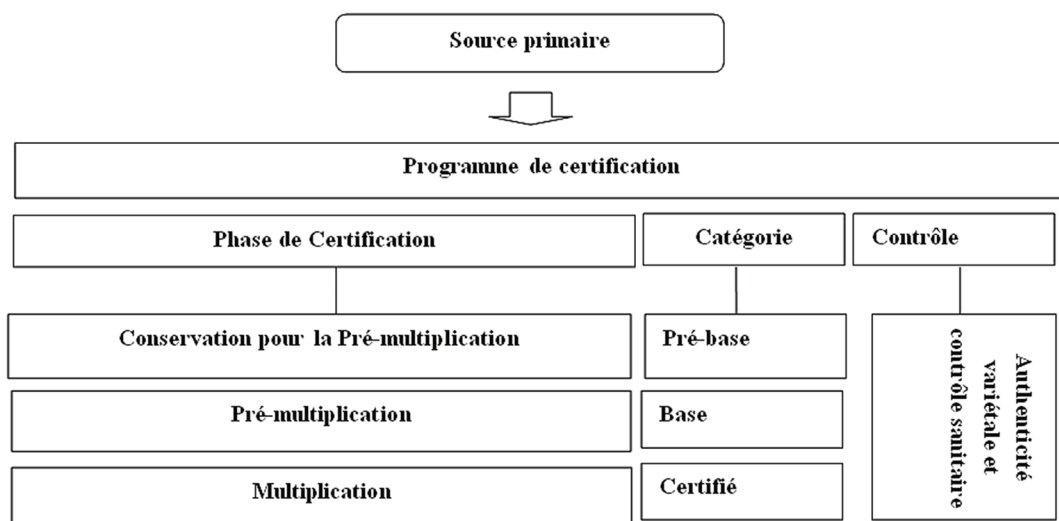 Source primaire
Programme de certification
Phase de Certification
Catégorie
Contrôle
Conservation pour la Pré-multiplication
Pré-base
Pré-multiplication
Base
Multiplication
Certifié
Authenticité
variétale et
contrôle sanitaire